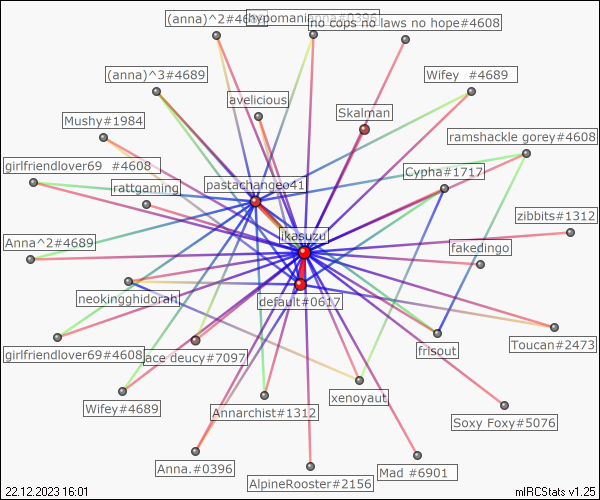 (anna)^2#4689
hypomanianna#0396
no cops no laws no hope#4608
(anna)^3#4689
Wifey #4689
avelicious
Skalman
Mushy#1984
ramshackle gorey#4608
girlfriendlover69 #4608
Cypha#1717
rattgaming
pastachangeo41
zibbits#1312
ikasuzu
Anna^2#4689
fakedingo
neokingghidorah
default#0617
girlfriendlover69#4608
ace deucy#7097
frisout
Toucan#2473
xenoyaut
Wifey#4689
Annarchist#1312
Soxy Foxy#5076
Anna.#0396
AlpineRooster#2156
Mad #6901
22.12.2023 16:01
mIRCStats v1.25